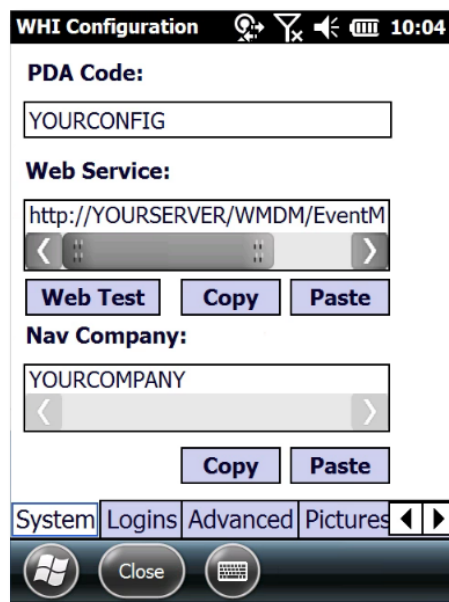 WHI Configuration 10:04
PDA Code:
YOURCONFIG
Web Service:
http://YOURSERVER/WMDM/EventM
Web Test Copy Paste
Nav Company:
YOURCOMPANY
Copy Paste
System Logins Advanced Pictures
Close